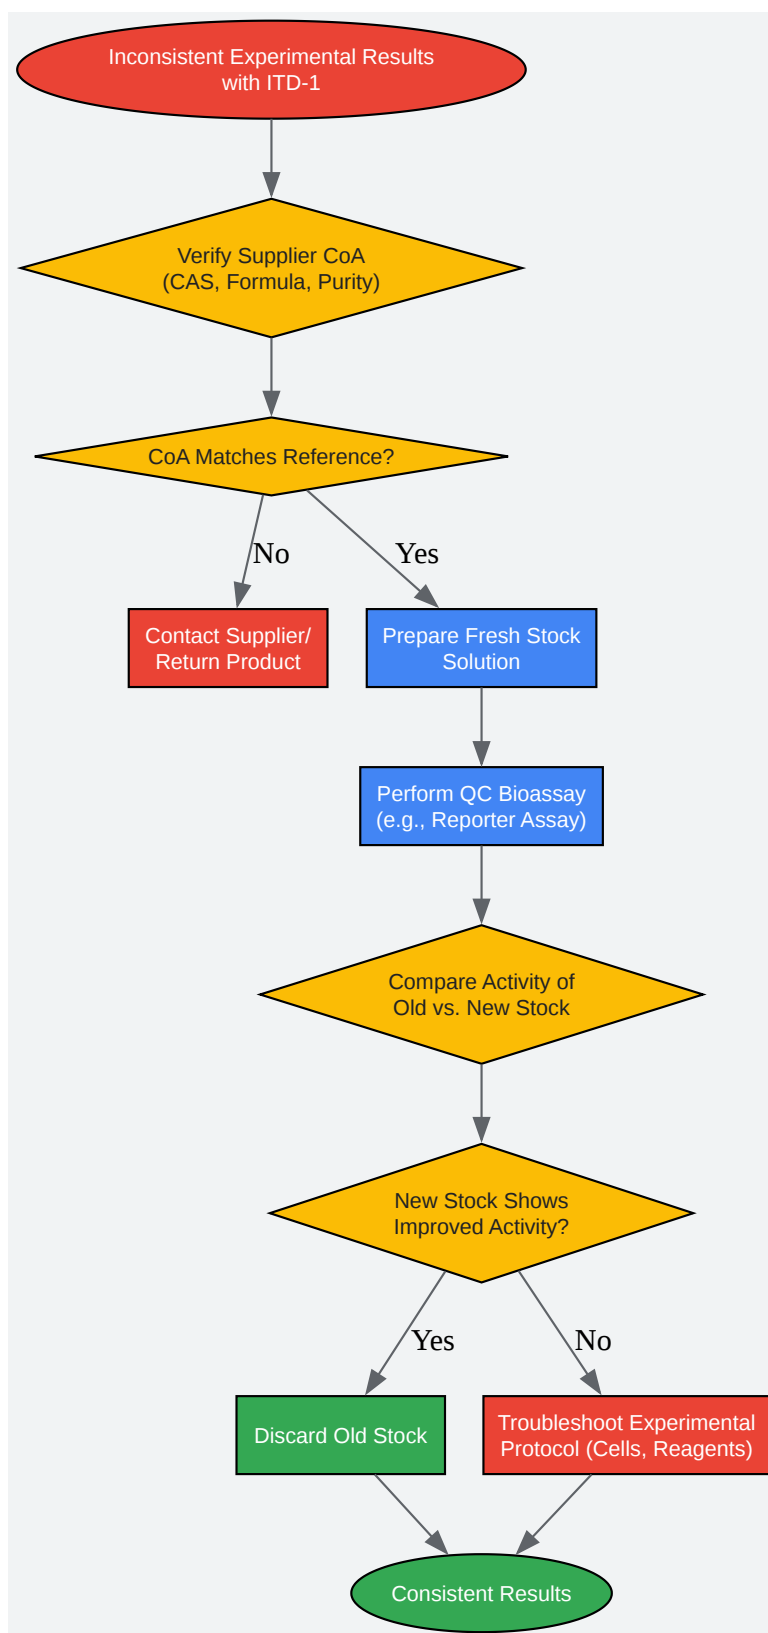 Inconsistent Experimental Results
with ITD-1
Verify Supplier CoA
(CAS, Formula, Purity)
CoA Matches Reference?
No
Yes
Contact Supplier/
Return Product
Prepare Fresh Stock
Solution
Perform QC Bioassay
(e.g., Reporter Assay)
Compare Activity of
Old vs. New Stock
New Stock Shows
Improved Activity?
Yes
No
Discard Old Stock
Troubleshoot Experimental
Protocol (Cells, Reagents)
Consistent Results